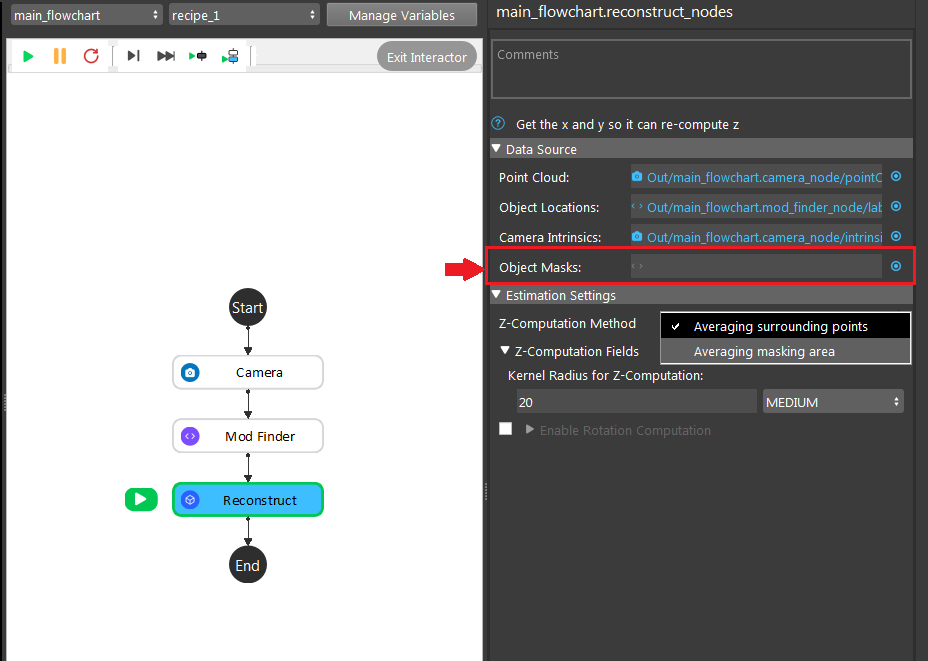 main_flowchart
recipe_1
Manage Variables
main_flowchart.reconstruct_nodes
Exit Interactor
Comments
Get the x and y so it can re-compute z
Data Source
Point Cloud: Out/main_flowchart.camera_node/pointC
Object Locations: Out/main_flowchart.mod_finder_node/lab
Camera Intrinsics: Out/main_flowchart.camera_node/intrinsi
Object Masks:
Estimation Settings
Z-Computation Method
Averaging surrounding points
Averaging masking area
Z-Computation Fields
Kernel Radius for Z-Computation:
20 MEDIUM
Enable Rotation Computation
Start
Camera
Mod Finder
Reconstruct
End